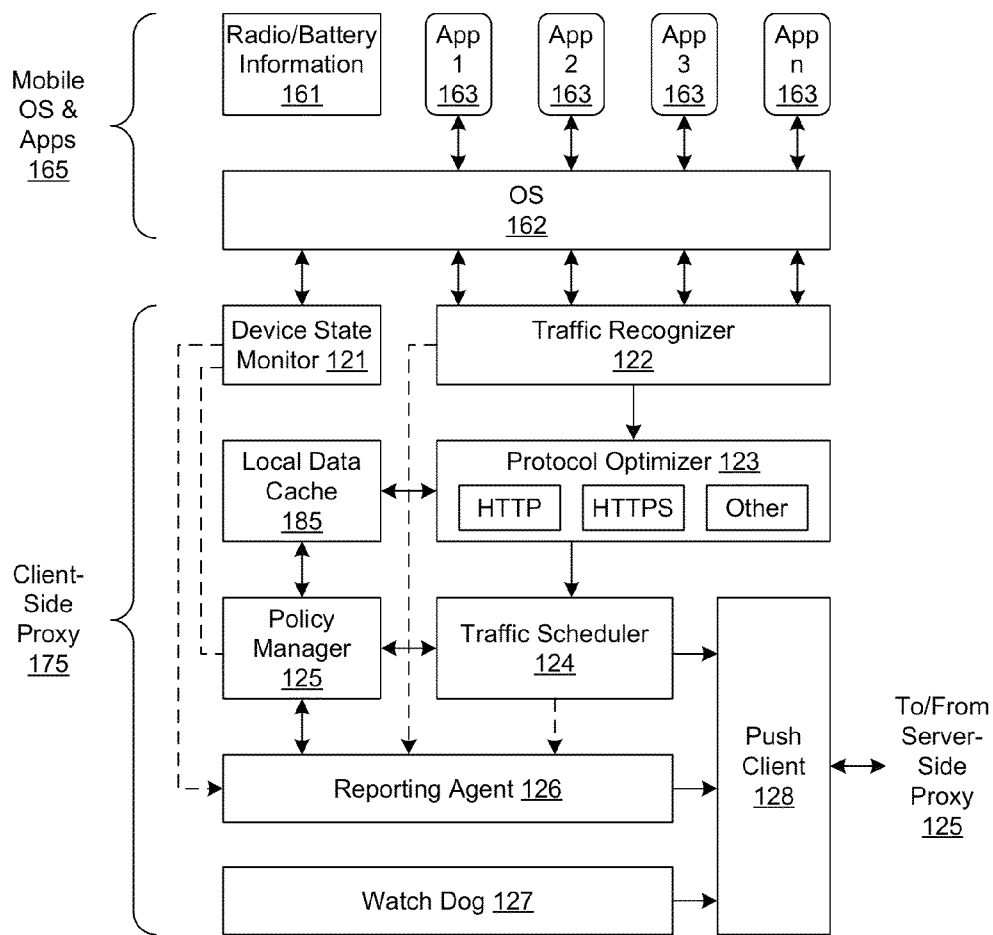 Mobile
OS &
Apps
165
Radio/Battery
Information
161
App
1
163
App
2
163
App
3
163
App
n
163
OS
162
Client-
Side
Proxy
175
Device State
Monitor 121
Traffic Recognizer
122
Local Data
Cache
185
Protocol Optimizer 123
HTTP
HTTPS
Other
Policy
Manager
125
Traffic Scheduler
124
Reporting Agent 126
Watch Dog 127
Push
Client
128
To/From
Server-
Side
Proxy
125